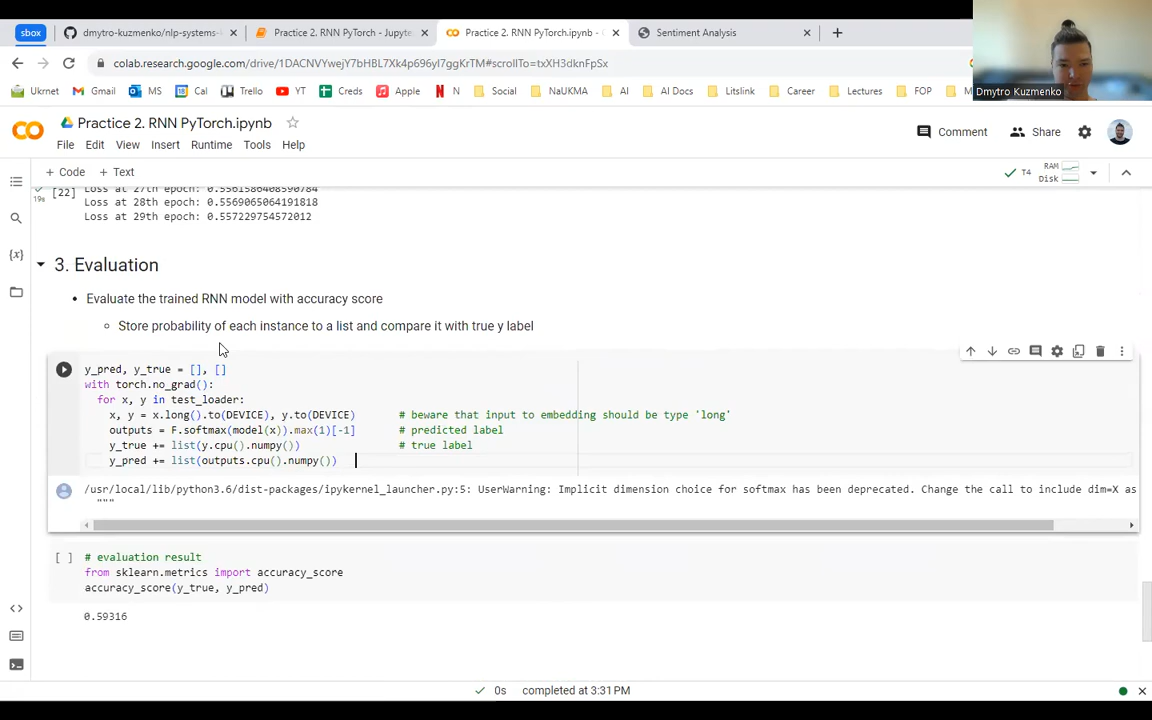 sbox
dmytro-kuzmenko/nlp-systems-
Practice 2. RNN PyTorch - Jupyte
Practice 2. RNN PyTorch.ipynb - 
Sentiment Analysis
colab.research.google.com/drive/1DACNVYwejY7bHBL7Xk4p696yl7ggKrTM#scrollTo=txXH3dknFpSx
Ukrnet
Gmail
MS
Cal
Trello
YT
Creds
Apple
N
Social
NaUKMA
AI
AI Docs
Litslink
Career
Lectures
FOP
M
Dmytro Kuzmenko
Practice 2. RNN PyTorch.ipynb
File Edit View Insert Runtime Tools Help
Comment
Share
+ Code + Text
T4
RAM
Disk
[22]
19s
Loss at 27th epoch: 0.5561586408590784
Loss at 28th epoch: 0.5569065064191818
Loss at 29th epoch: 0.557229754572012
3. Evaluation
• Evaluate the trained RNN model with accuracy score
◦ Store probability of each instance to a list and compare it with true y label
y_pred, y_true = [], []
with torch.no_grad():
for x, y in test_loader:
x, y = x.long().to(DEVICE), y.to(DEVICE) # beware that input to embedding should be type 'long'
outputs = F.softmax(model(x)).max(1)[-1] # predicted label
y_true += list(y.cpu().numpy()) # true label
y_pred += list(outputs.cpu().numpy())
/usr/local/lib/python3.6/dist-packages/ipykernel_launcher.py:5: UserWarning: Implicit dimension choice for softmax has been deprecated. Change the call to include dim=X as
"""
[ ]
# evaluation result
from sklearn.metrics import accuracy_score
accuracy_score(y_true, y_pred)
0.59316
0s completed at 3:31 PM